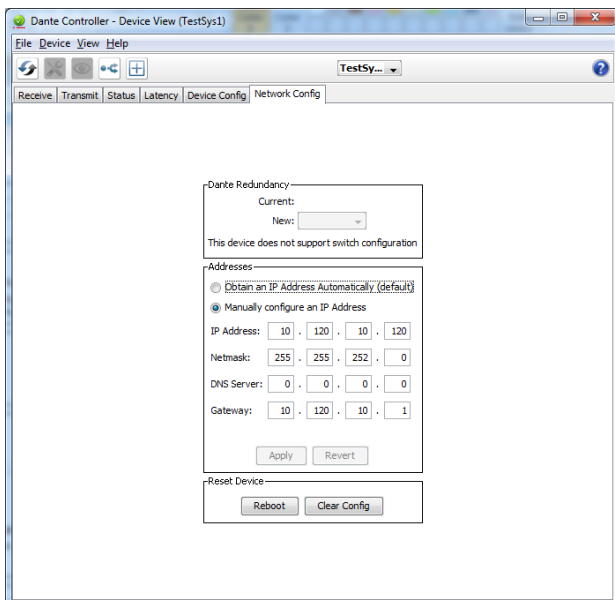 Dante Controller - Device View (TestSys1)
File Device View Help
TestSy...
Receive Transmit Status Latency Device Config Network Config
Dante Redundancy
Current:
New:
This device does not support switch configuration
Addresses
Obtain an IP Address Automatically (default)
Manually configure an IP Address
IP Address: 10 . 120 . 10 . 120
Netmask: 255 . 255 . 252 . 0
DNS Server: 0 . 0 . 0 . 0
Gateway: 10 . 120 . 10 . 1
Apply Revert
Reset Device
Reboot Clear Config